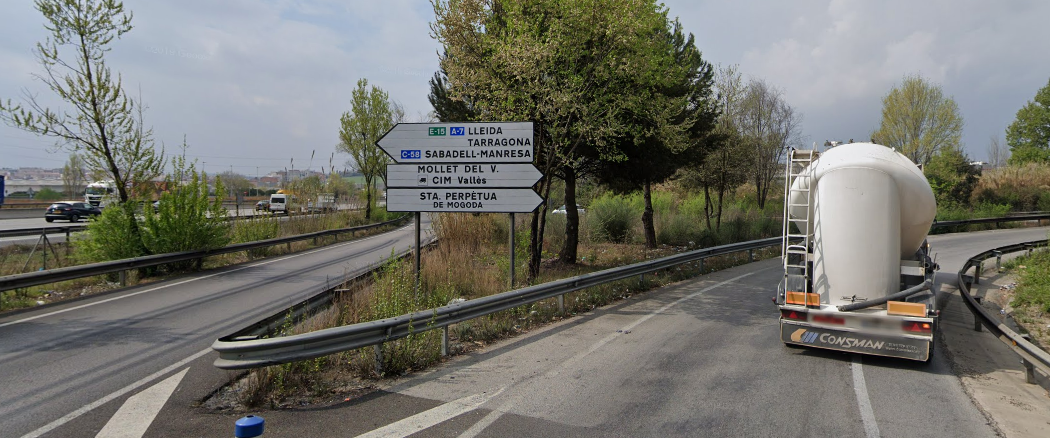 E-15 A-7 LLEIDA
TARRAGONA
C-58 SABADELL-MANRESA
MOLLET DEL V.
CIM Vallès
STA. PERPÈTUA
DE MOGODA
CONSMAN